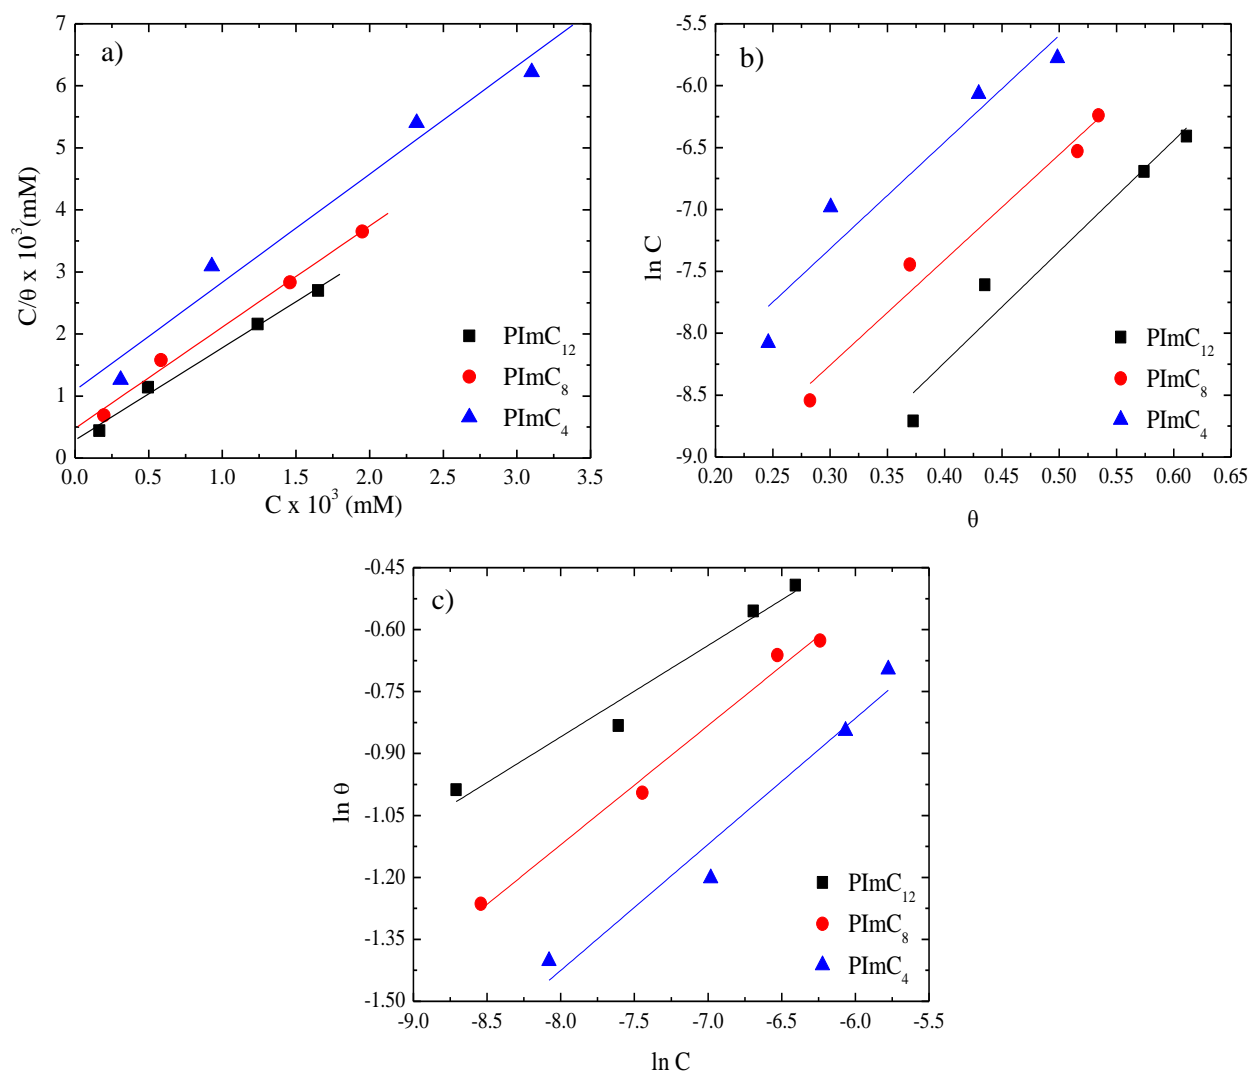 a)
7
6
5
4
3
2
1
0
C/θ x 10³(mM)
0.0
0.5
1.0
1.5
2.0
2.5
3.0
3.5
C x 10³ (mM)
PImC₁₂
PImC₈
PImC₄
b)
-5.5
-6.0
-6.5
-7.0
-7.5
-8.0
-8.5
-9.0
ln C
0.20
0.25
0.30
0.35
0.40
0.45
0.50
0.55
0.60
0.65
θ
PImC₁₂
PImC₈
PImC₄
c)
-0.45
-0.60
-0.75
-0.90
-1.05
-1.20
-1.35
-1.50
ln θ
-9.0
-8.5
-8.0
-7.5
-7.0
-6.5
-6.0
-5.5
ln C
PImC₁₂
PImC₈
PImC₄